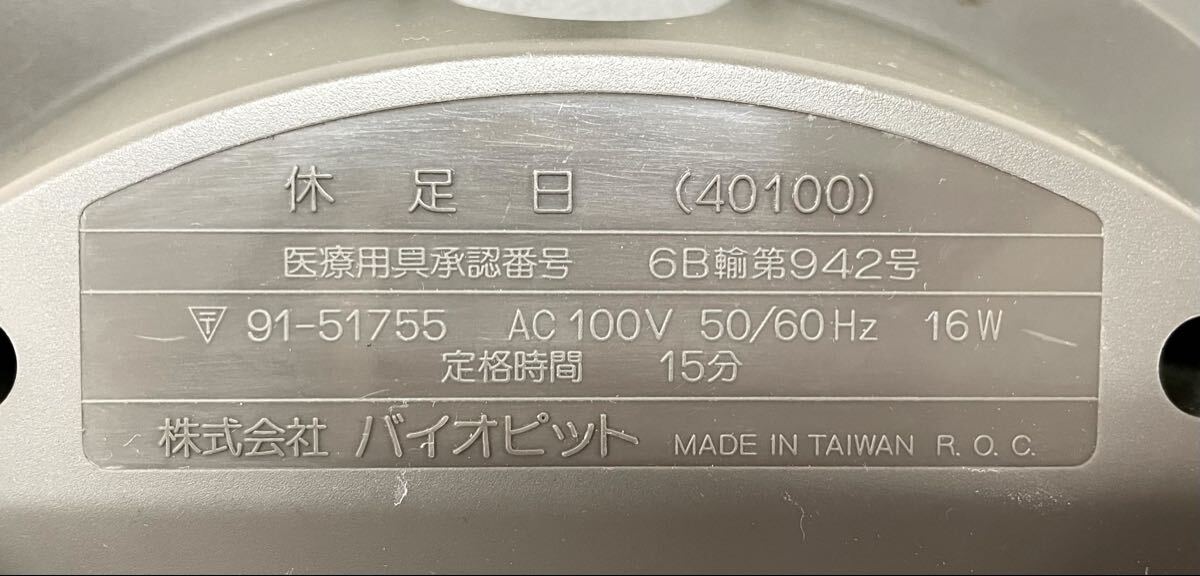 休足日 (40100)
医療用具承認番号 6B輸第942号
〒 91-51755 AC 100V 50/60Hz 16W
定格時間 15分
株式会社 バイオピット MADE IN TAIWAN R.O.C.